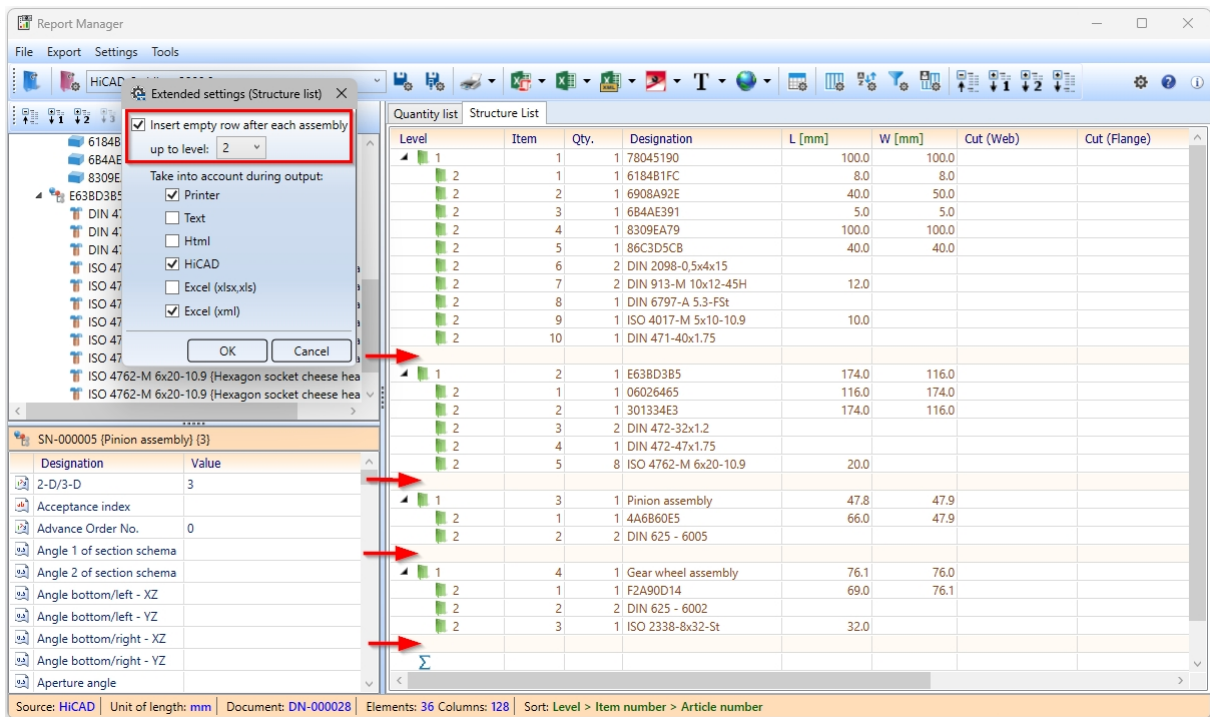 Report Manager
File Export Settings Tools
HiCAD
Extended settings (Structure list)
Insert empty row after each assembly
up to level: 2
Take into account during output:
Printer
Text
Html
HiCAD
Excel (xlsx,xls)
Excel (xml)
OK Cancel
6184B
6B4AE
8309E
E63BD3B5
DIN 47
DIN 47
DIN 47
ISO 47
ISO 47
ISO 47
ISO 47
ISO 47
ISO 47
ISO 4762-M 6x20-10.9 {Hexagon socket cheese hea
ISO 4762-M 6x20-10.9 {Hexagon socket cheese hea
SN-000005 {Pinion assembly} {3}
Designation Value
2-D/3-D 3
Acceptance index
Advance Order No. 0
Angle 1 of section schema
Angle 2 of section schema
Angle bottom/left - XZ
Angle bottom/left - YZ
Angle bottom/right - XZ
Angle bottom/right - YZ
Aperture angle
Quantity list Structure List
Level Item Qty. Designation L [mm] W [mm] Cut (Web) Cut (Flange)
1 1 1 78045190 100.0 100.0
2 1 1 6184B1FC 8.0 8.0
2 2 1 6908A92E 40.0 50.0
2 3 1 6B4AE391 5.0 5.0
2 4 1 8309EA79 100.0 100.0
2 5 1 86C3D5CB 40.0 40.0
2 6 2 DIN 2098-0,5x4x15
2 7 2 DIN 913-M 10x12-45H 12.0
2 8 1 DIN 6797-A 5.3-FSt
2 9 1 ISO 4017-M 5x10-10.9 10.0
2 10 1 DIN 471-40x1.75
1 2 1 E63BD3B5 174.0 116.0
2 1 1 06026465 116.0 174.0
2 2 1 301334E3 174.0 116.0
2 3 2 DIN 472-32x1.2
2 4 1 DIN 472-47x1.75
2 5 8 ISO 4762-M 6x20-10.9 20.0
1 3 1 Pinion assembly 47.8 47.9
2 1 1 4A6B60E5 66.0 47.9
2 2 2 DIN 625 - 6005
1 4 1 Gear wheel assembly 76.1 76.0
2 1 1 F2A90D14 69.0 76.1
2 2 2 DIN 625 - 6002
2 3 1 ISO 2338-8x32-St 32.0
Σ
Source: HiCAD Unit of length: mm Document: DN-000028 Elements: 36 Columns: 128 Sort: Level > Item number > Article number